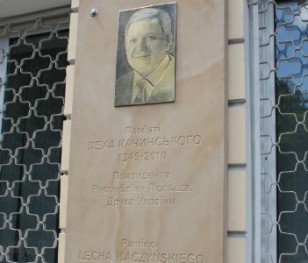 Пам'яті
ЛЕХА КАЧИНСЬКОГО
1949-2010
Президента
Республіки Польща,
Друга України
Pamięci
LECHA KACZYŃSKIEGO